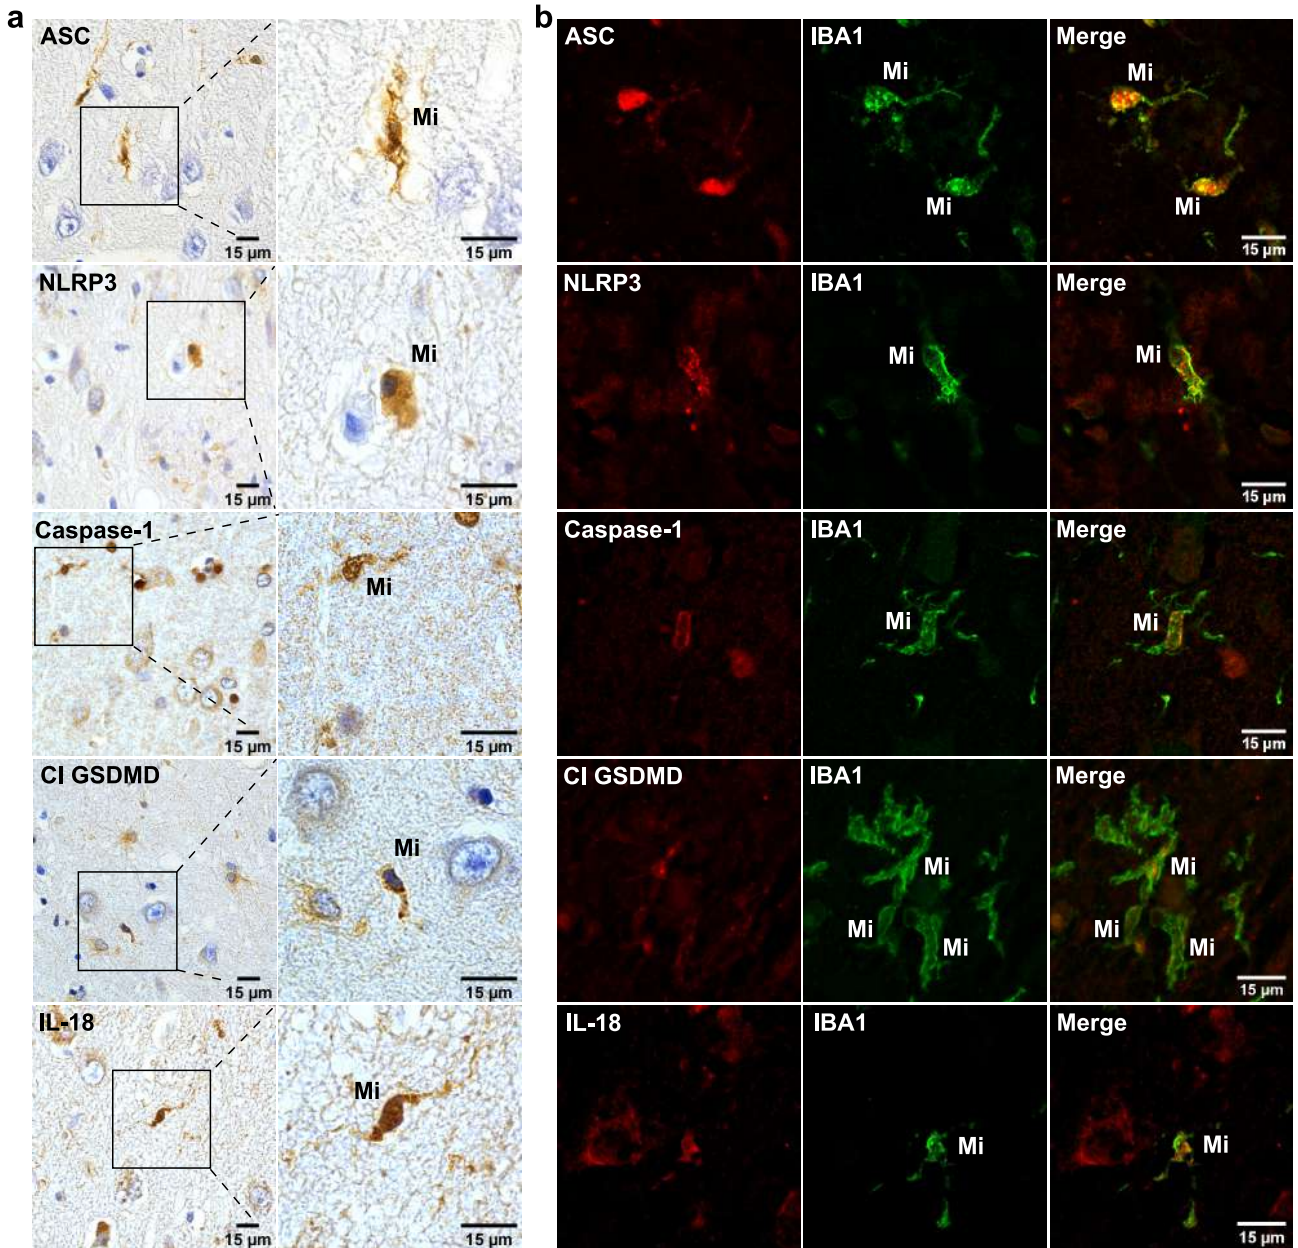 a
b
ASC
Mi
15 µm
15 µm
ASC
IBA1
Mi
Mi
Merge
Mi
Mi
15 µm
NLRP3
Mi
15 µm
15 µm
NLRP3
IBA1
Mi
Merge
Mi
15 µm
Caspase-1
Mi
15 µm
15 µm
Caspase-1
IBA1
Mi
Merge
Mi
15 µm
Cl GSDMD
Mi
15 µm
15 µm
Cl GSDMD
IBA1
Mi
Mi
Mi
Merge
Mi
Mi
Mi
15 µm
IL-18
Mi
15 µm
15 µm
IL-18
IBA1
Mi
Merge
Mi
15 µm